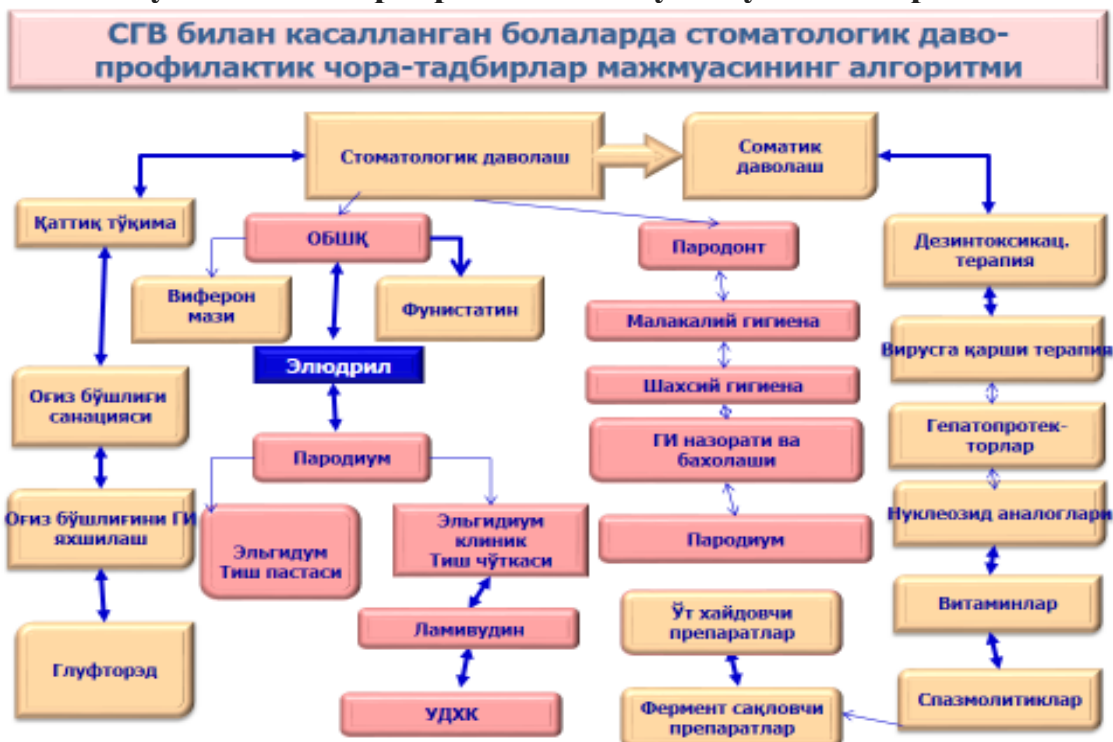 СГВ билан касалланган болаларда стоматологик даво-
профилактик чора-тадбирлар мажмуасининг алгоритми
Стоматологик даволаш
Соматик
даволаш
Қаттиқ тўқима
ОБШҚ
Пародонт
Дезинтоксикац.
терапия
Виферон
мази
Фунистатин
Малакалий гигиена
Элюдрил
Вирусга қарши терапия
Оғиз бўшлиғи
санацияси
Шахсий гигиена
Гепатопротек-
торлар
Пародиум
ГИ назорати ва
бахолаши
Оғиз бўшлиғини ГИ
яхшилаш
Эльгидум
Тиш пастаси
Эльгидиум
клиник
Тиш чўткаси
Пародиум
Нуклеозид аналоглари
Ўт хайдовчи
препаратлар
Витаминлар
Ламивудин
Глуфторэд
УДХК
Фермент сақловчи
препаратлар
Спазмолитиклар